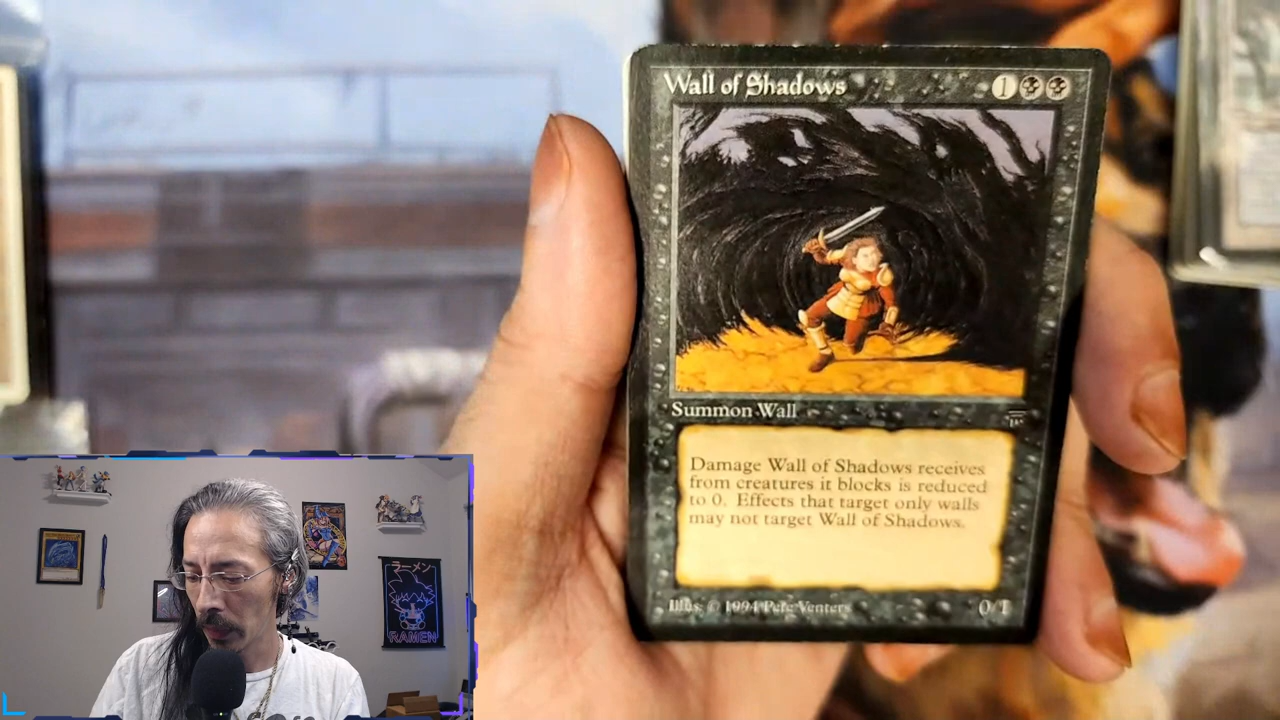 Wall of Shadows 1
Summon Wall
Damage Wall of Shadows receives
from creatures it blocks is reduced
to 0. Effects that target only walls
may not target Wall of Shadows.
Illus. © 1994 Pete Venters
0/1
ラーメン
RAMEN